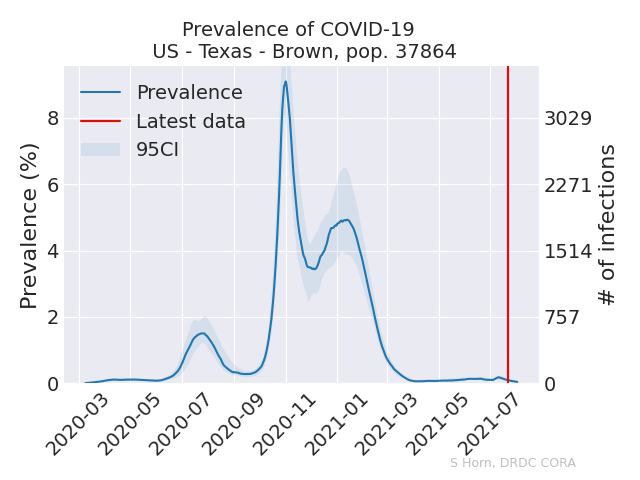 Prevalence of COVID-19
US - Texas - Brown, pop. 37864
Prevalence
Latest data
95CI
Prevalence (%)
8
6
4
2
0
3029
2271
1514
757
0
# of infections
2020-03
2020-05
2020-07
2020-09
2020-11
2021-01
2021-03
2021-05
2021-07
S Horn, DRDC CORA